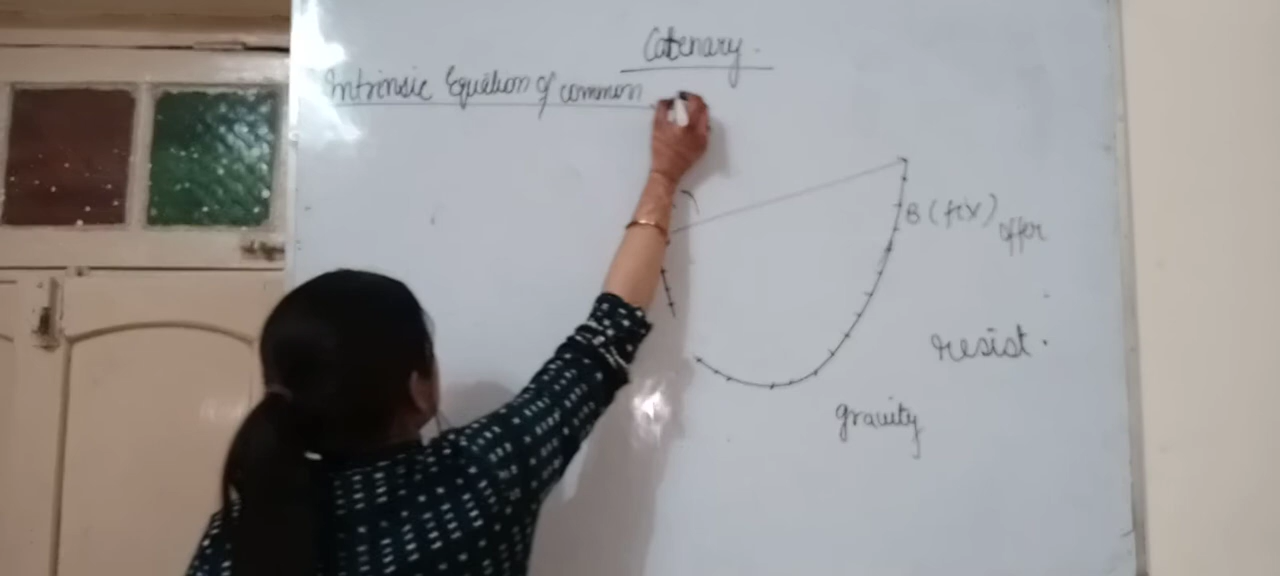 Catenary.
Intrinsic Equation of common
B (fix)
offer
resist.
gravity